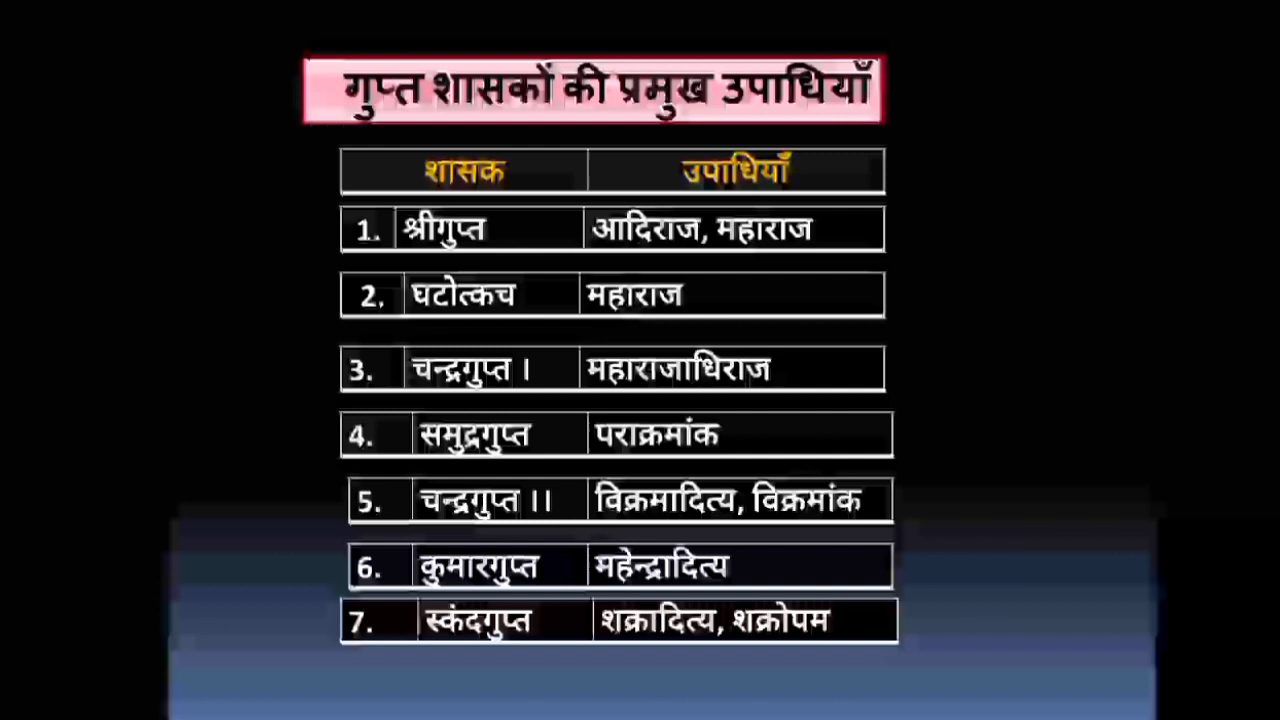 गुप्त शासकों की प्रमुख उपाधियाँ
शासक उपाधियाँ
1. श्रीगुप्त आदिराज, महाराज
2. घटोत्कच महाराज
3. चन्द्रगुप्त । महाराजाधिराज
4. समुद्रगुप्त पराक्रमांक
5. चन्द्रगुप्त ।। विक्रमादित्य, विक्रमांक
6. कुमारगुप्त महेन्द्रादित्य
7. स्कंदगुप्त शक्रादित्य, शक्रोपम